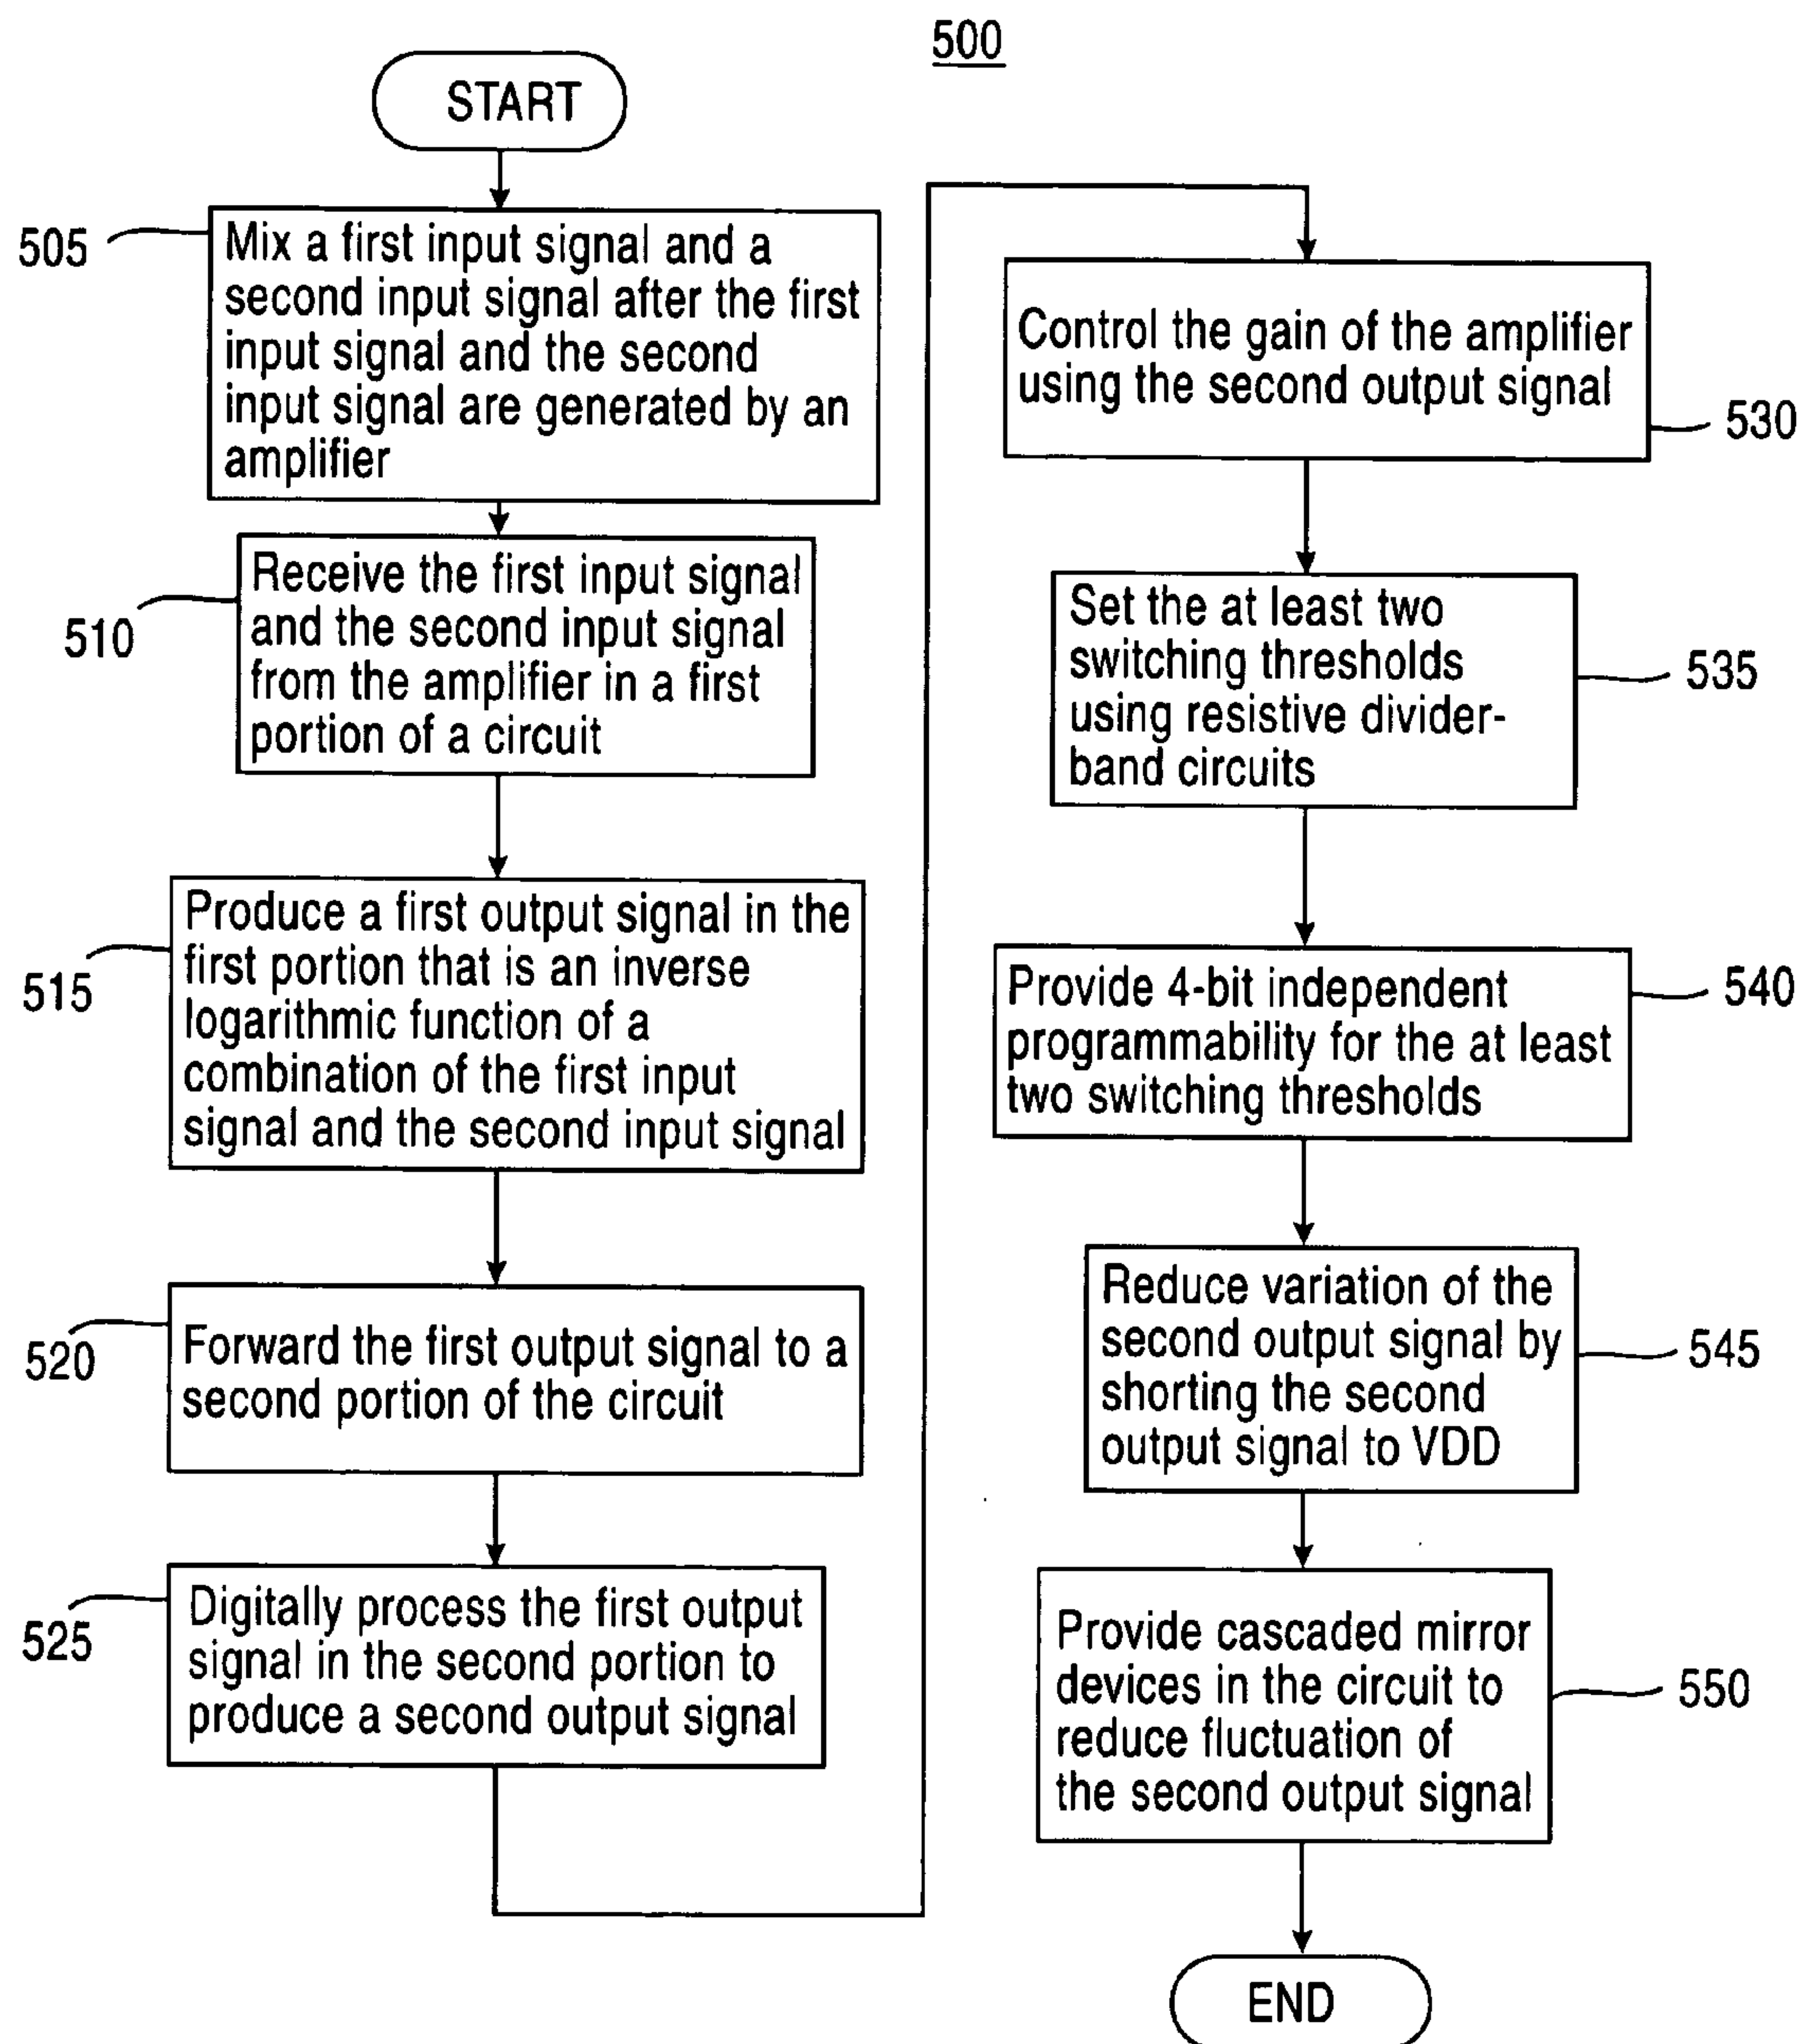 500
START
505
Mix a first input signal and a
second input signal after the first
input signal and the second
input signal are generated by an
amplifier
510
Receive the first input signal
and the second input signal
from the amplifier in a first
portion of a circuit
515
Produce a first output signal in the
first portion that is an inverse
logarithmic function of a
combination of the first input
signal and the second input signal
520
Forward the first output signal to a
second portion of the circuit
525
Digitally process the first output
signal in the second portion to
produce a second output signal
Control the gain of the amplifier
using the second output signal
530
Set the at least two
switching thresholds
using resistive divider-
band circuits
535
Provide 4-bit independent
programmability for the at least
two switching thresholds
540
Reduce variation of the
second output signal by
shorting the second
output signal to VDD
545
Provide cascaded mirror
devices in the circuit to
reduce fluctuation of
the second output signal
550
END